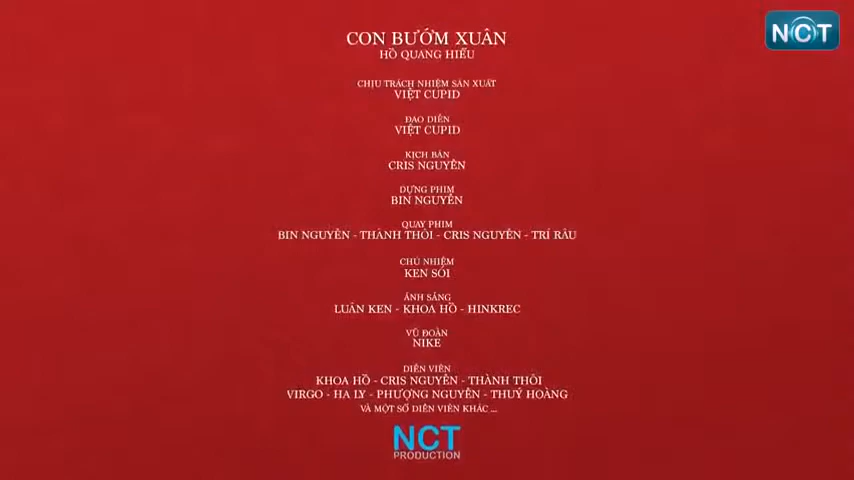 NCT
CON BƯỚM XUÂN
HỒ QUANG HIẾU
CHỊU TRÁCH NHIỆM SẢN XUẤT
VIỆT CUPID
ĐẠO DIỄN
VIỆT CUPID
KỊCH BẢN
CRIS NGUYỄN
DỰNG PHIM
BIN NGUYỄN
QUAY PHIM
BIN NGUYỄN - THÀNH THÔI - CRIS NGUYỄN - TRÍ RÂU
CHỦ NHIỆM
KEN SÓI
ÁNH SÁNG
LUÂN KEN - KHOA HỒ - HINKREC
VŨ ĐOÀN
NIKE
DIỄN VIÊN
KHOA HỒ - CRIS NGUYỄN - THÀNH THÔI
VIRGO - HA LY - PHƯỢNG NGUYỄN - THUÝ HOÀNG
VÀ MỘT SỐ DIỄN VIÊN KHÁC ...
NCT
PRODUCTION